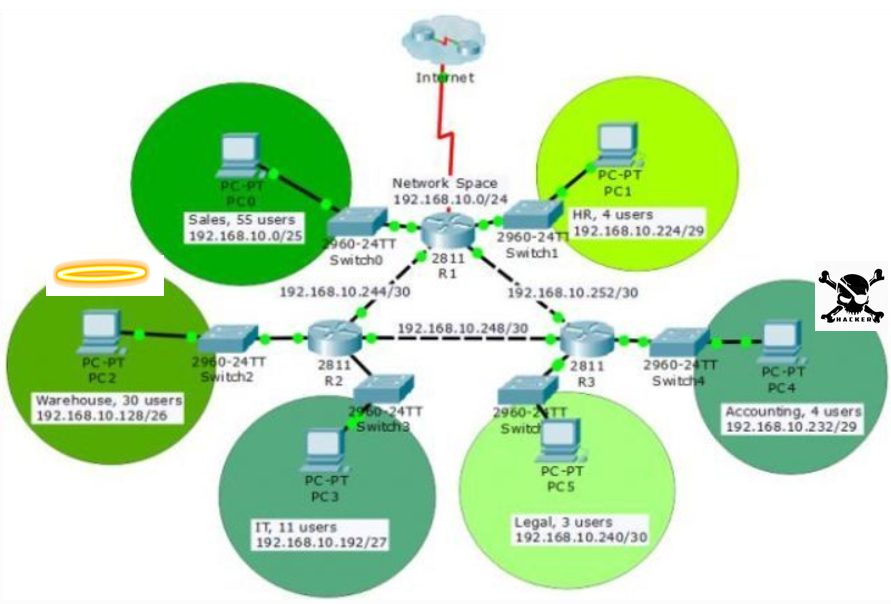 Internet
PC-PT
PC0
Sales, 55 users
192.168.10.0/25
2960-24TT
Switch0
Network Space
192.168.10.0/24
2811
R1
2960-24TT
Switch1
PC-PT
PC1
HR, 4 users
192.168.10.224/29
192.168.10.244/30
192.168.10.252/30
192.168.10.248/30
PC-PT
PC2
Warehouse, 30 users
192.168.10.128/26
2960-24TT
Switch2
2811
R2
2960-24TT
Switch3
PC-PT
PC3
IT, 11 users
192.168.10.192/27
2811
R3
2960-24TT
Switch4
HACKER
PC-PT
PC4
Accounting, 4 users
192.168.10.232/29
2960-24TT
Switch
PC-PT
PC5
Legal, 3 users
192.168.10.240/30